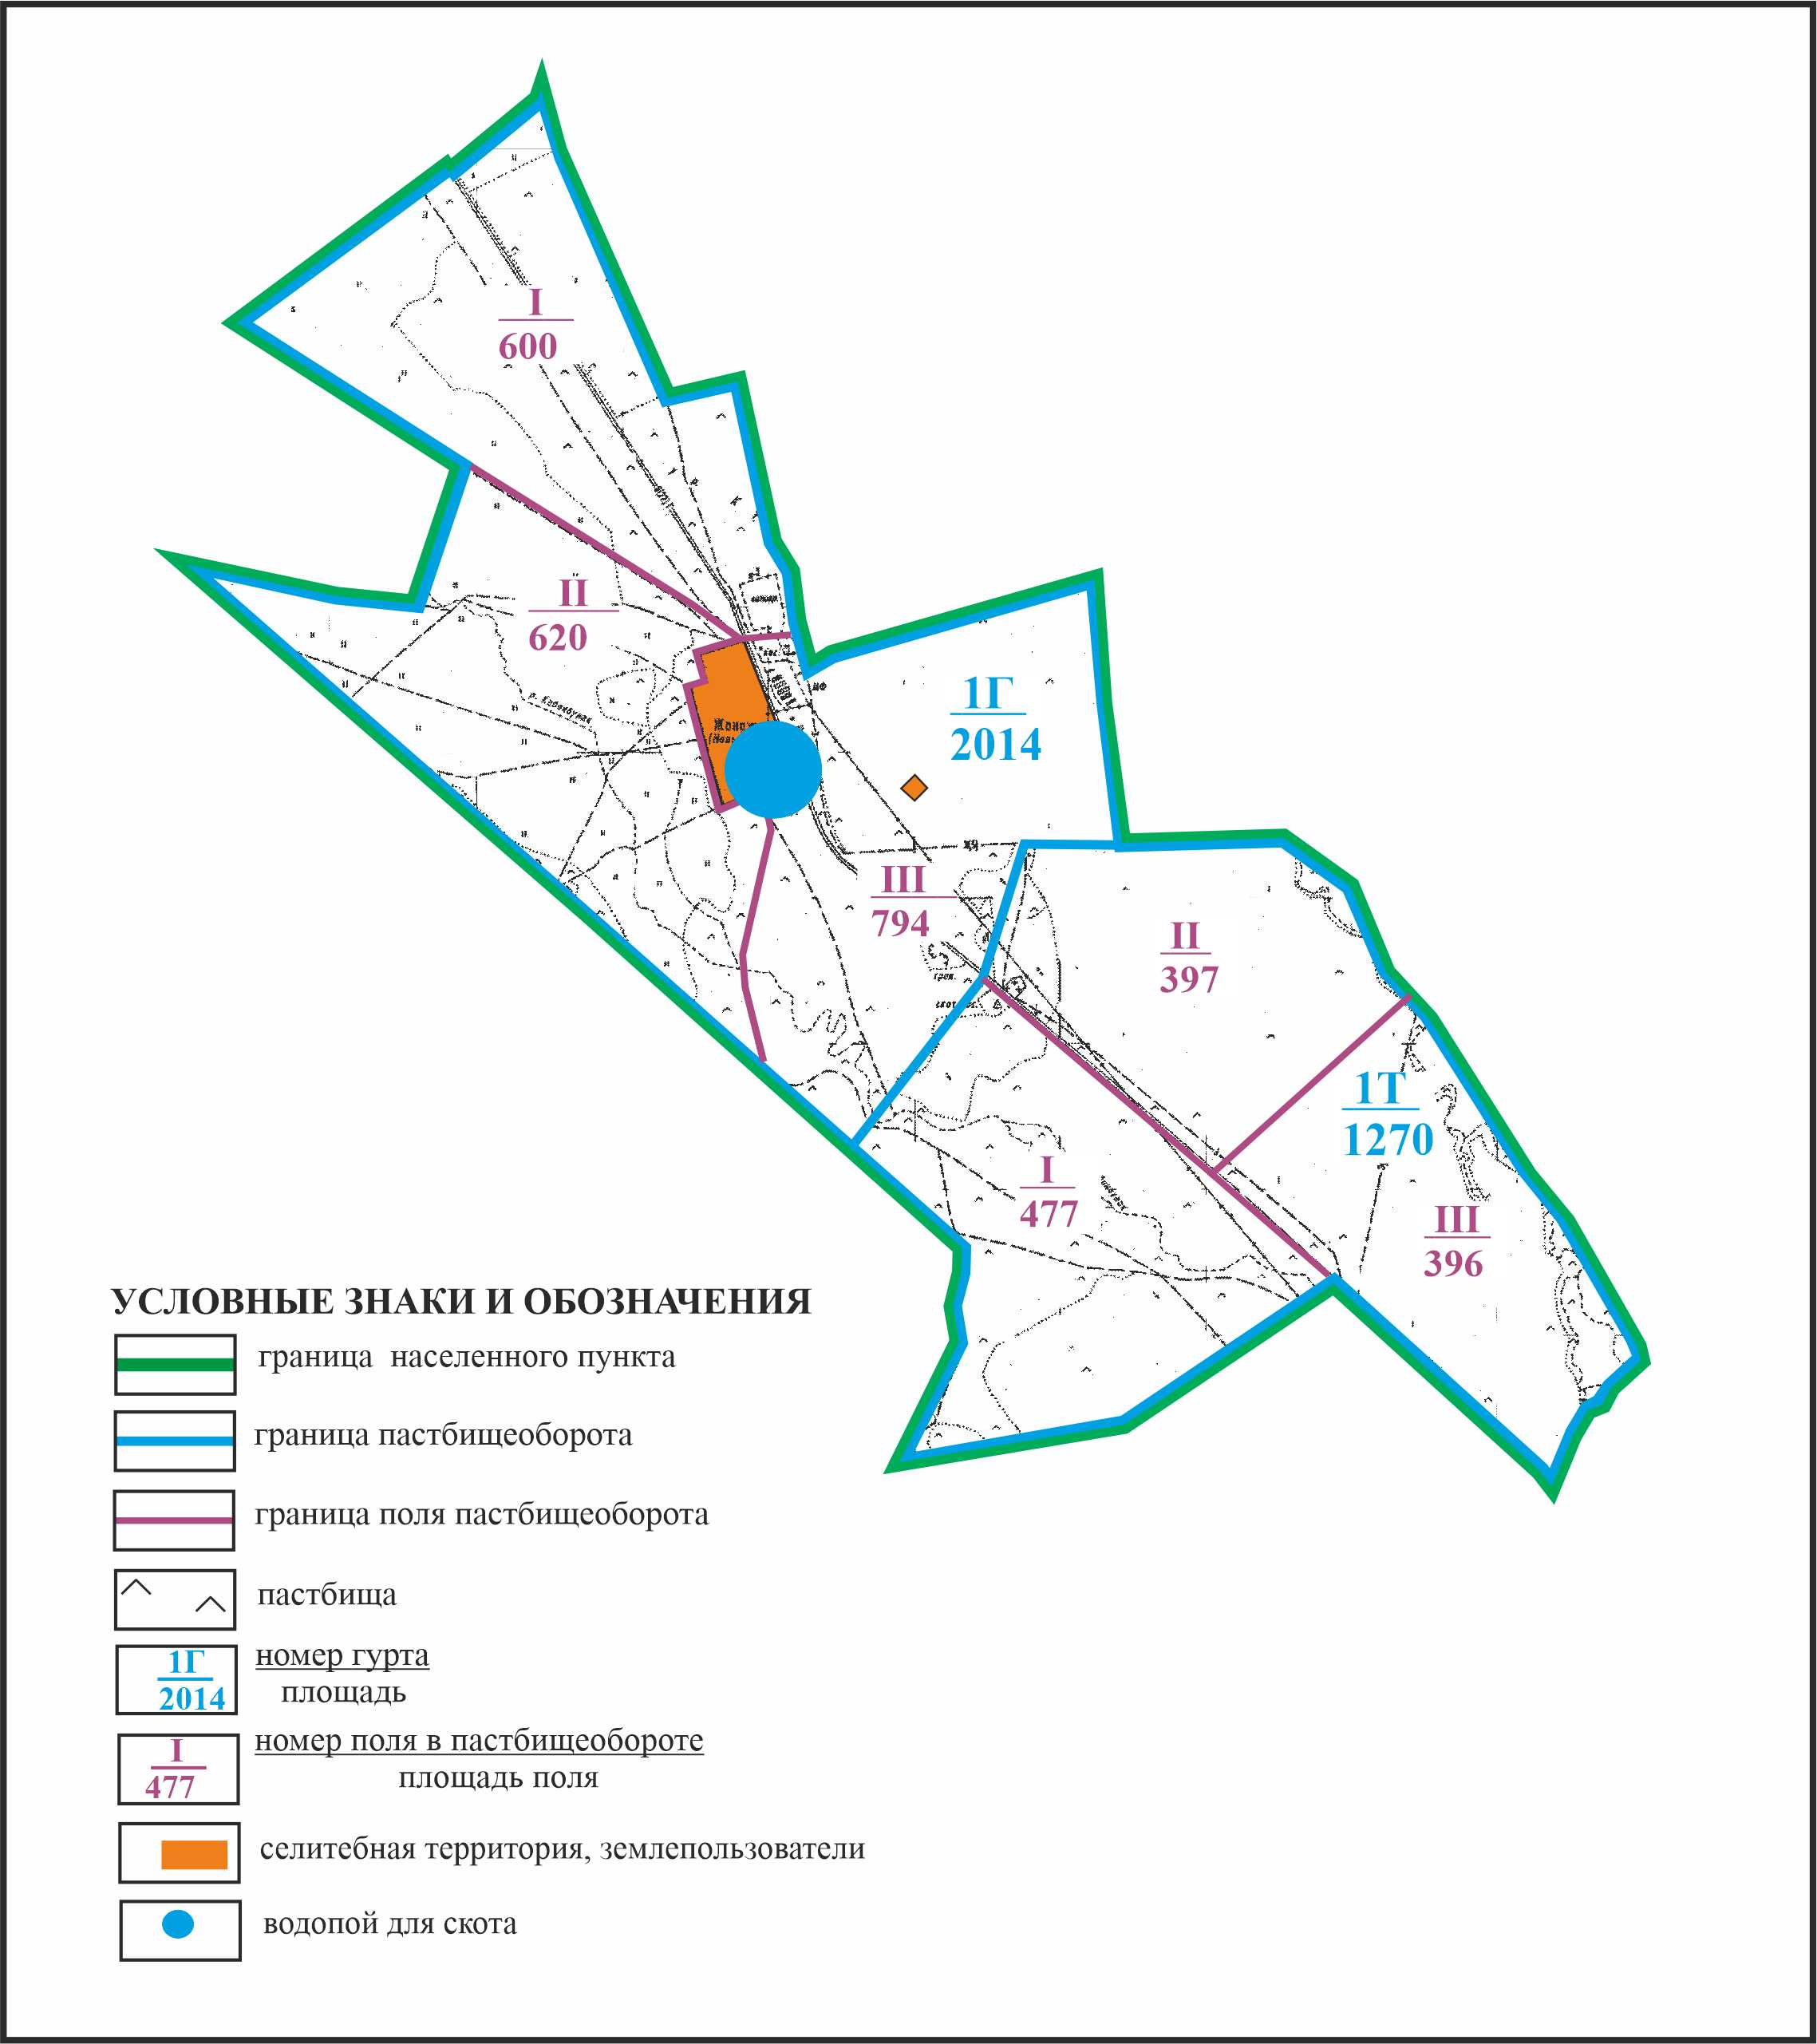 I
600
II
620
р. Кабанбулак
1Г
2014
МФ
III
794
II
397
1Т
1270
I
477
III
396
УСЛОВНЫЕ ЗНАКИ И ОБОЗНАЧЕНИЯ
граница населенного пункта
граница пастбищеоборота
граница поля пастбищеоборота
пастбища
1Г
2014
номер гурта
площадь
I
477
номер поля в пастбищеобороте
площадь поля
селитебная территория, землепользователи
водопой для скота